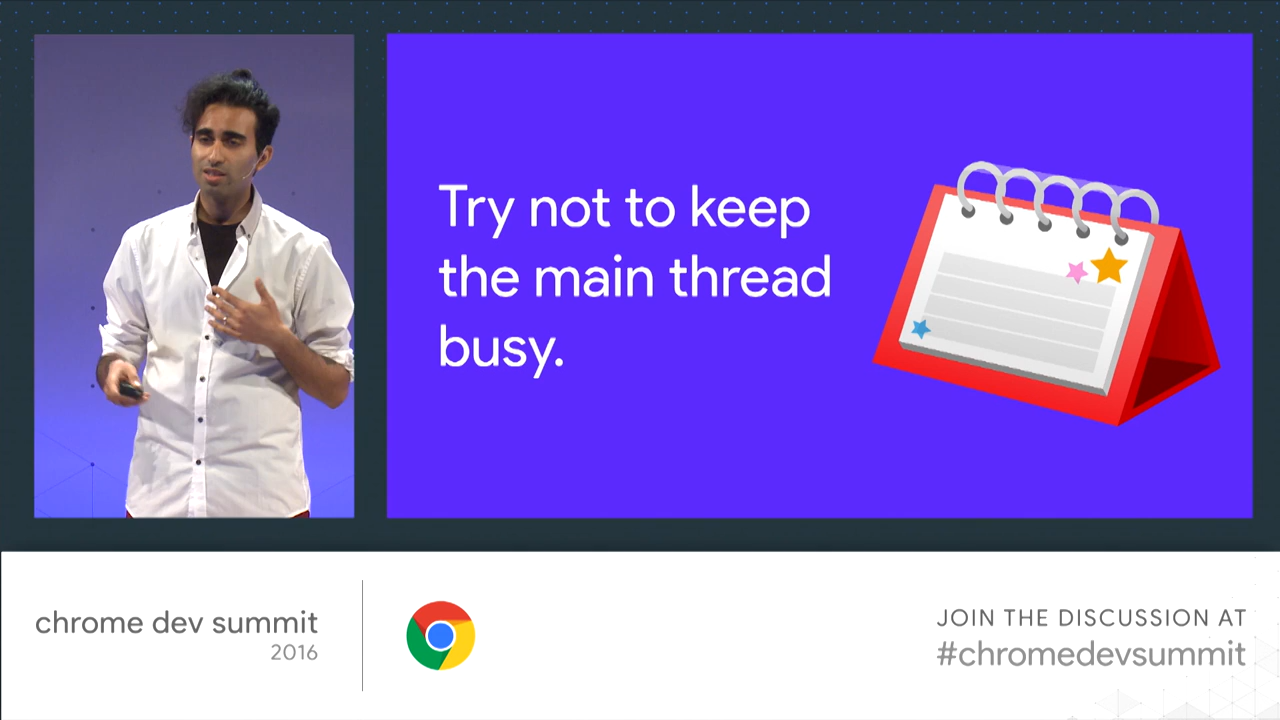 Try not to keep
the main thread
busy.
chrome dev summit
2016
JOIN THE DISCUSSION AT
#chromedevsummit